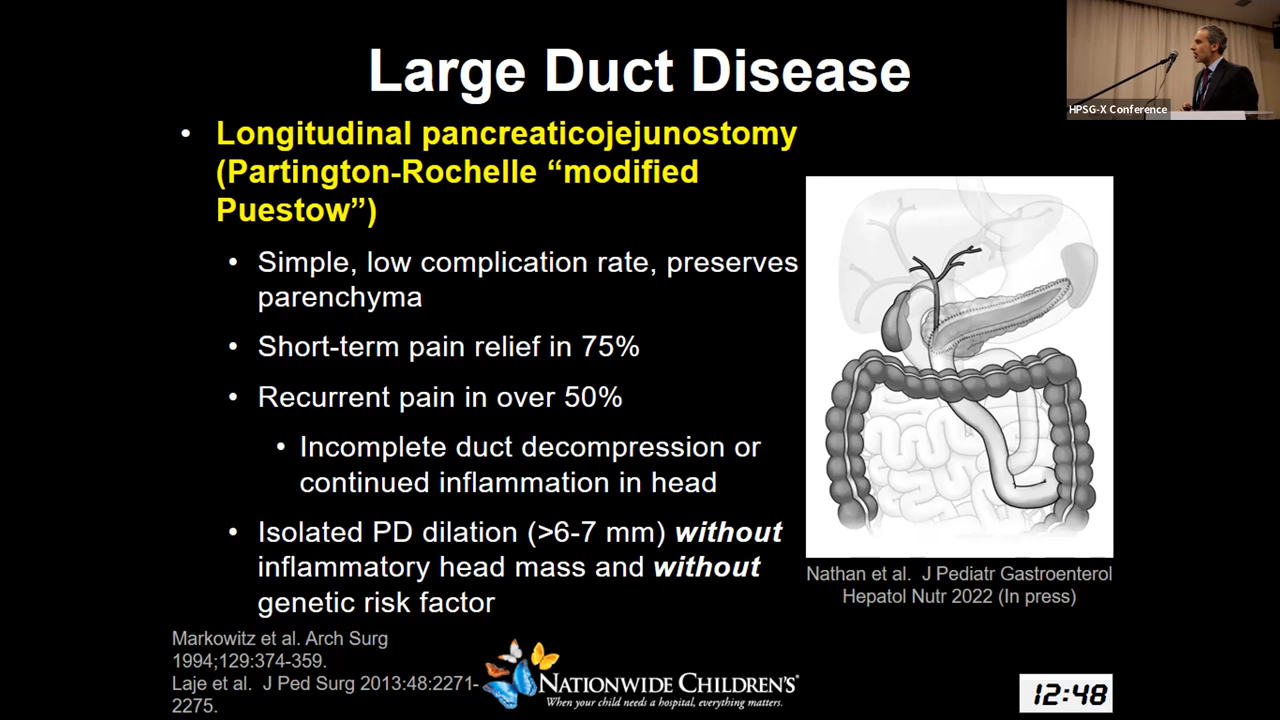 Large Duct Disease
HPSG-X Conference
• Longitudinal pancreaticojejunostomy
(Partington-Rochelle “modified
Puestow”)
• Simple, low complication rate, preserves
parenchyma
• Short-term pain relief in 75%
• Recurrent pain in over 50%
• Incomplete duct decompression or
continued inflammation in head
• Isolated PD dilation (>6-7 mm) without
inflammatory head mass and without
genetic risk factor
Nathan et al. J Pediatr Gastroenterol
Hepatol Nutr 2022 (In press)
Markowitz et al. Arch Surg
1994;129:374-359.
Laje et al. J Ped Surg 2013:48:2271-
2275.
NATIONWIDE CHILDREN'S®
When your child needs a hospital, everything matters.
12:48